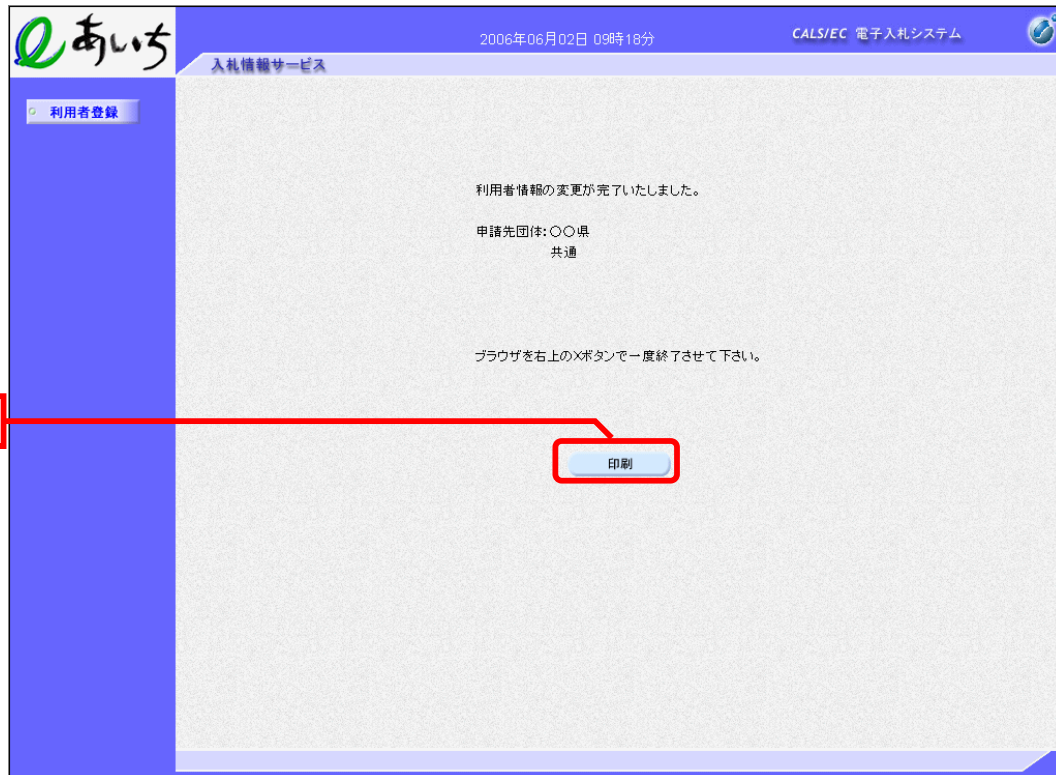 あいち
2006年06月02日 09時18分
CALS/EC 電子入札システム
入札情報サービス
利用者登録
利用者情報の変更が完了いたしました。
申請先団体:〇〇県
共通
ブラウザを右上の×ボタンで一度終了させて下さい。
印刷